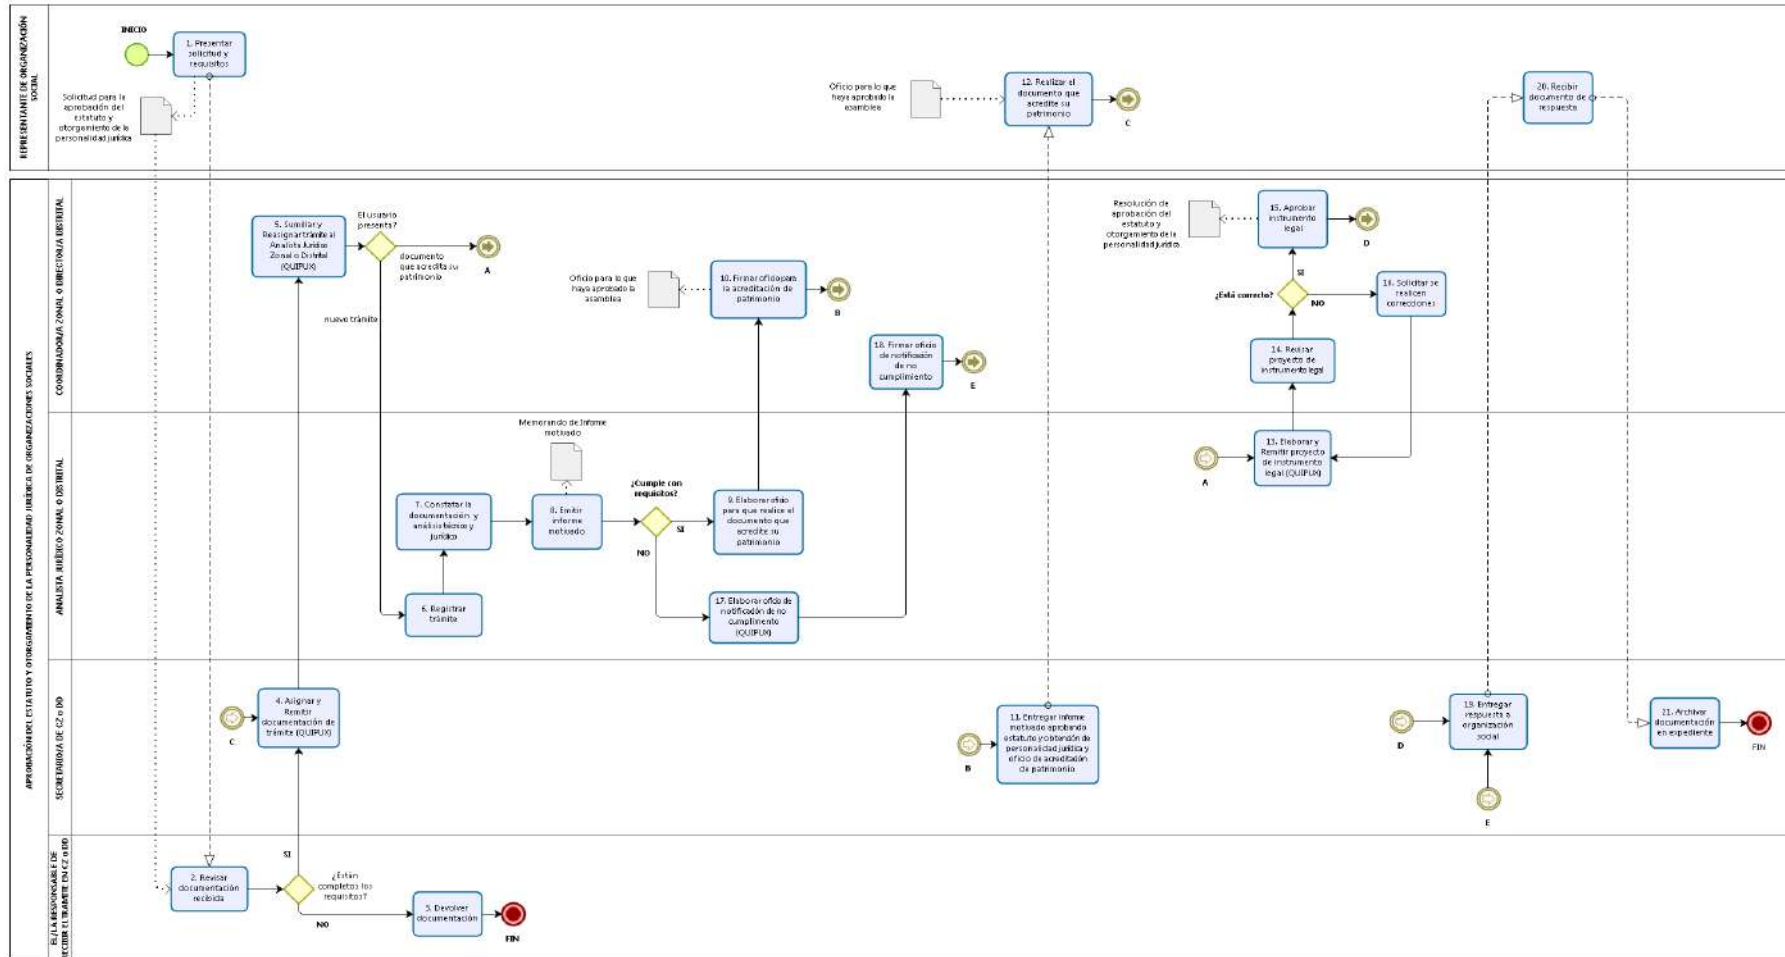 REPRESENTANTE DE ORGANIZACIÓN
SOCIAL
INICIO
1. Presentar
solicitud y
requisitos
Solicitud para la
aprobación del
estatuto y
otorgamiento de la
personalidad jurídica
Oficio para lo que
haya aprobado la
asamblea
12. Realizar el
documento que
acredite su
patrimonio
C
20. Recibir
documento de
respuesta
APROBACIÓN DEL ESTATUTO Y OTORGAMIENTO DE LA PERSONALIDAD JURÍDICA DE ORGANIZACIONES SOCIALES
COORDINADOR/A ZONAL O DIRECTOR/A DISTRITAL
5. Sumillar y
Reasignar trámite al
Analista Jurídico
Zonal o Distrital
(QUIPUX)
El usuario
presenta?
documento
que acredita su
patrimonio
A
nuevo trámite
Oficio para lo que
haya aprobado la
asamblea
10. Firmar oficio para
la acreditación de
patrimonio
B
18. Firmar oficio
de notificación
de no
cumplimiento
E
Resolución de
aprobación del
estatuto y
otorgamiento de la
personalidad jurídica
15. Aprobar
instrumento
legal
D
SI
¿Está correcto?
NO
16. Solicitar se
realicen
correcciones
14. Revisar
proyecto de
instrumento legal
ANALISTA JURÍDICO ZONAL O DISTRITAL
Memorando de Informe
motivado
7. Constatar la
documentación y
análisis técnico y
jurídico
8. Emitir
informe
motivado
¿Cumple con
requisitos?
SI
NO
9. Elaborar oficio
para que realice el
documento que
acredite su
patrimonio
6. Registrar
trámite
17. Elaborar oficio de
notificación de no
cumplimento
(QUIPUX)
A
13. Elaborar y
Remitir proyecto
de instrumento
legal (QUIPUX)
SECRETARIO/A DE CZ o DD
C
4. Asignar y
Remitir
documentación de
trámite (QUIPUX)
B
11. Entregar informe
motivado aprobando
estatuto y obtención de
personalidad jurídica y
oficio de acreditación
de patrimonio
D
19. Entregar
respuesta a
organización
social
E
21. Archivar
documentación
en expediente
FIN
EL/LA RESPONSABLE DE
RECIBIR EL TRAMITE EN CZ o DD
2. Revisar
documentación
recibida
SI
¿Están
completos los
requisitos?
NO
3. Devolver
documentación
FIN